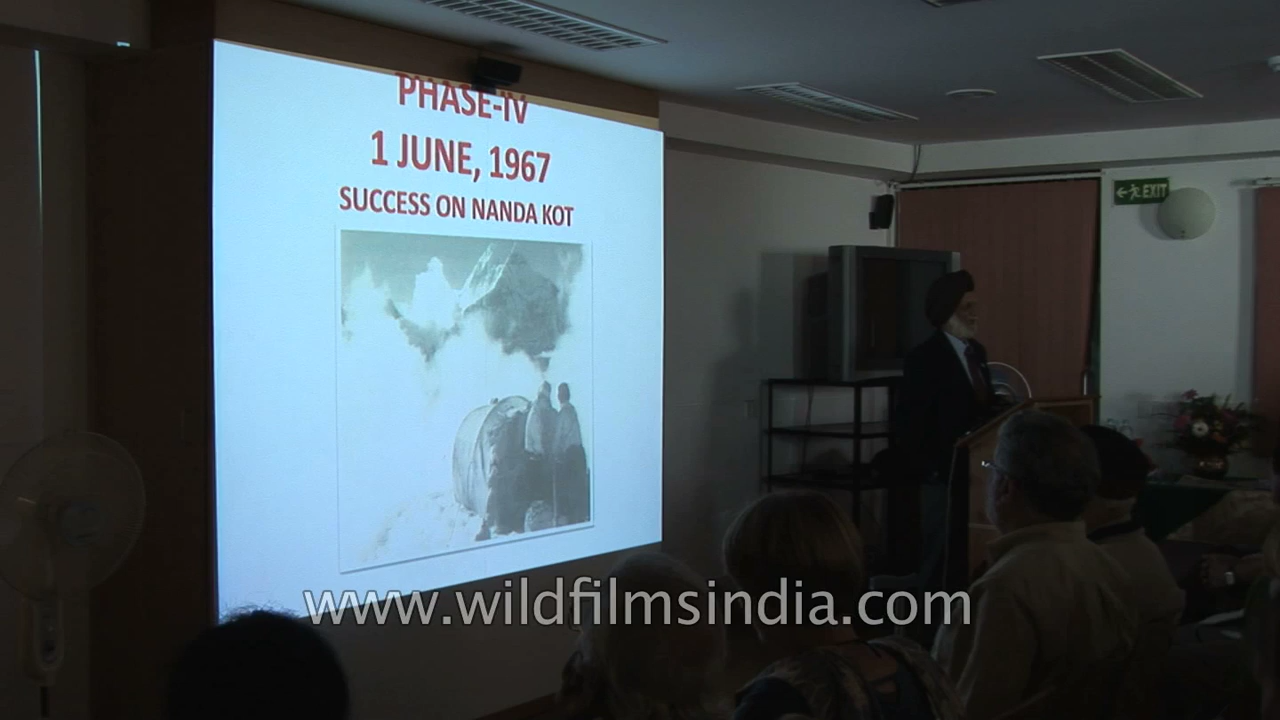 PHASE-IV
1 JUNE, 1967
SUCCESS ON NANDA KOT
EXIT
www.wildfilmsindia.com